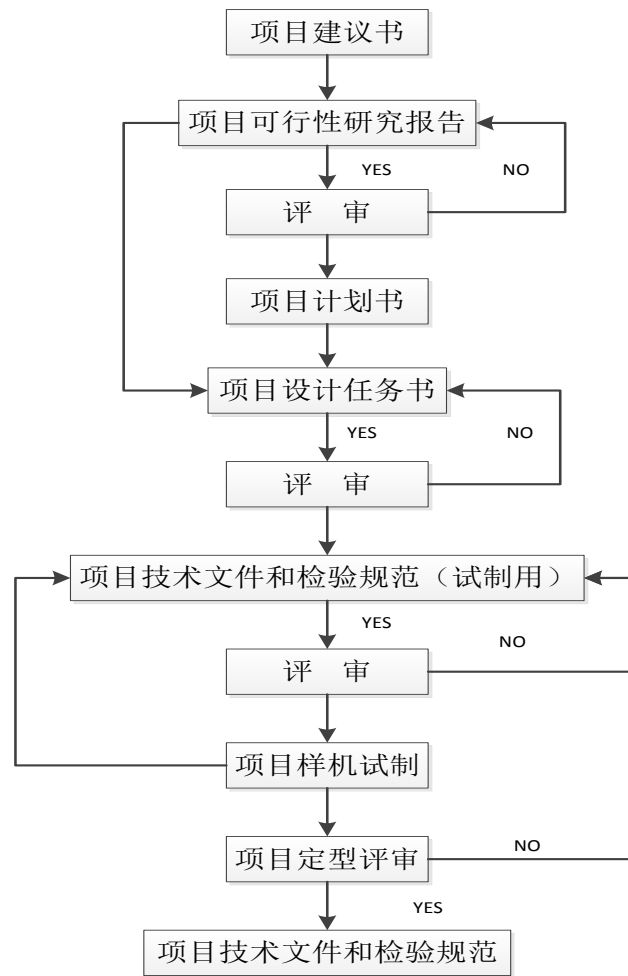 项目建议书
项目可行性研究报告
YES
NO
评 审
项目计划书
项目设计任务书
YES
NO
评 审
项目技术文件和检验规范（试制用）
YES
NO
评 审
项目样机试制
项目定型评审
NO
YES
项目技术文件和检验规范